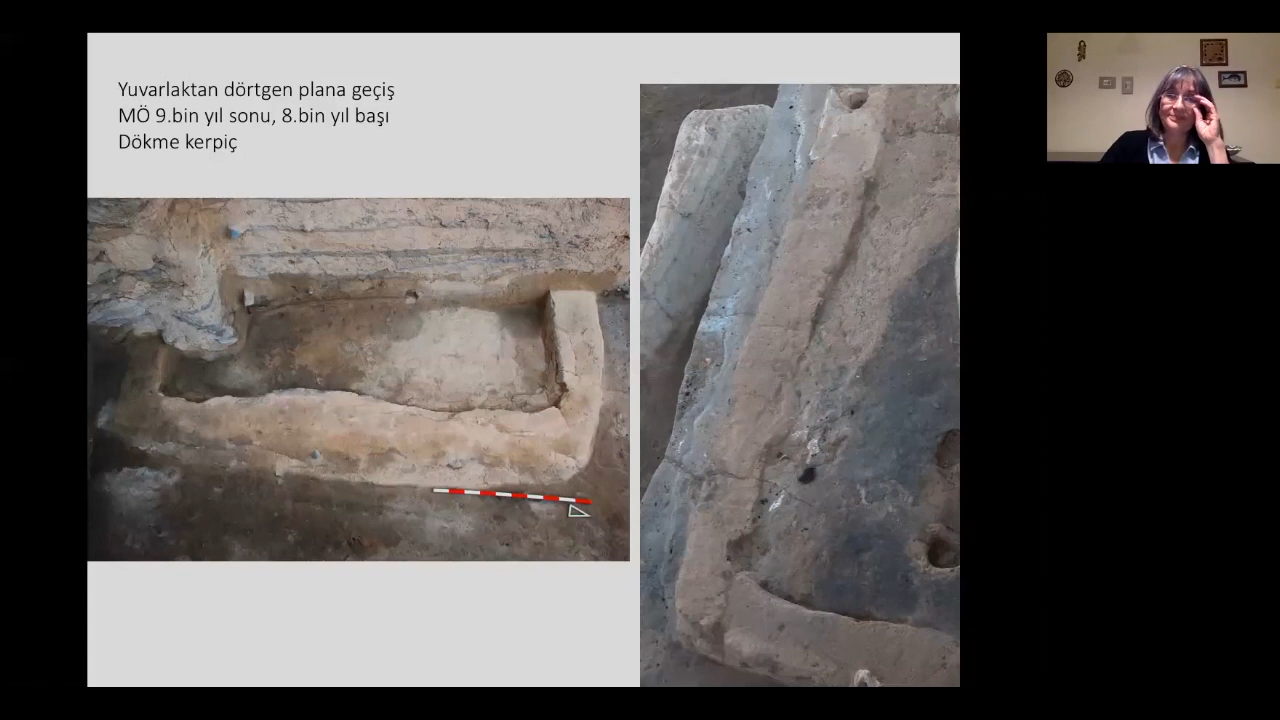 Yuvarlaktan dörtgen plana geçiş
MÖ 9.bin yıl sonu, 8.bin yıl başı
Dökme kerpiç